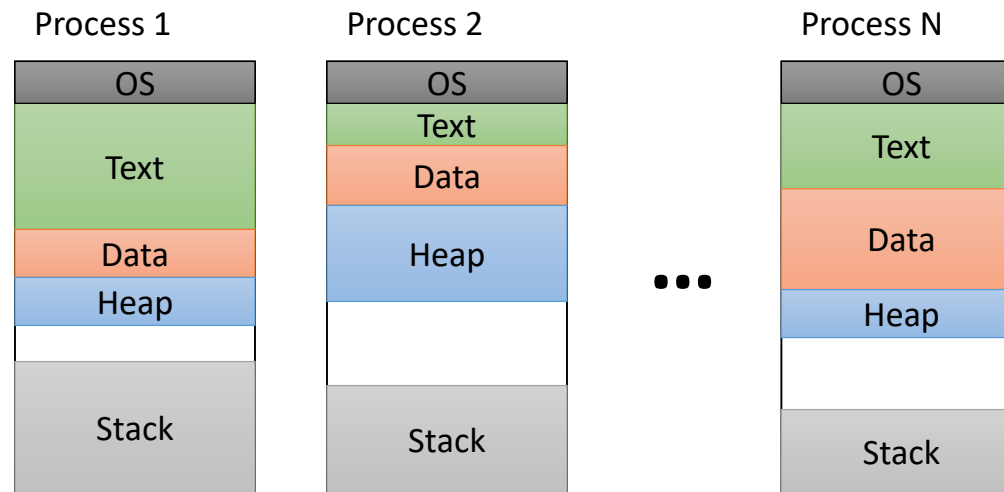 Process 1
Process 2
Process N
OS
Text
Data
Heap
Stack
OS
Text
Data
Heap
Stack
...
OS
Text
Data
Heap
Stack